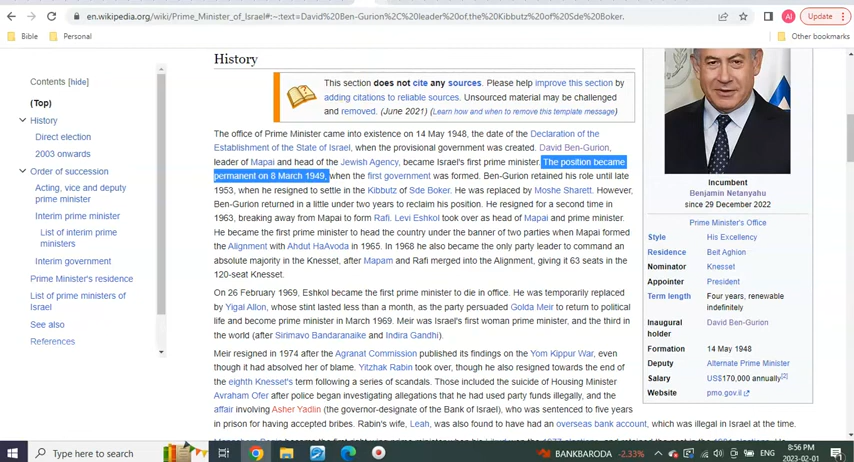 en.wikipedia.org/wiki/Prime_Minister_of_Israel#:~:text=David%20Ben-Gurion%2C%20leader%20of,the%20Kibbutz%20of%20Sde%20Boker.
AI
Update
Bible
Personal
Other bookmarks
Contents [hide]
(Top)
History
Direct election
2003 onwards
Order of succession
Acting, vice and deputy
prime minister
Interim prime minister
List of interim prime
ministers
Interim government
Prime Minister's residence
List of prime ministers of
Israel
See also
References
History
This section does not cite any sources. Please help improve this section by
adding citations to reliable sources. Unsourced material may be challenged
and removed. (June 2021) (Learn how and when to remove this template message)
The office of Prime Minister came into existence on 14 May 1948, the date of the Declaration of the
Establishment of the State of Israel, when the provisional government was created. David Ben-Gurion,
leader of Mapai and head of the Jewish Agency, became Israel's first prime minister. The position became
permanent on 8 March 1949, when the first government was formed. Ben-Gurion retained his role until late
1953, when he resigned to settle in the Kibbutz of Sde Boker. He was replaced by Moshe Sharett. However,
Ben-Gurion returned in a little under two years to reclaim his position. He resigned for a second time in
1963, breaking away from Mapai to form Rafi. Levi Eshkol took over as head of Mapai and prime minister.
He became the first prime minister to head the country under the banner of two parties when Mapai formed
the Alignment with Ahdut HaAvoda in 1965. In 1968 he also became the only party leader to command an
absolute majority in the Knesset, after Mapam and Rafi merged into the Alignment, giving it 63 seats in the
120-seat Knesset.
On 26 February 1969, Eshkol became the first prime minister to die in office. He was temporarily replaced
by Yigal Allon, whose stint lasted less than a month, as the party persuaded Golda Meir to return to political
life and become prime minister in March 1969. Meir was Israel's first woman prime minister, and the third in
the world (after Sirimavo Bandaranaike and Indira Gandhi).
Meir resigned in 1974 after the Agranat Commission published its findings on the Yom Kippur War, even
though it had absolved her of blame. Yitzhak Rabin took over, though he also resigned towards the end of
the eighth Knesset's term following a series of scandals. Those included the suicide of Housing Minister
Avraham Ofer after police began investigating allegations that he had used party funds illegally, and the
affair involving Asher Yadlin (the governor-designate of the Bank of Israel), who was sentenced to five years
in prison for having accepted bribes. Rabin's wife, Leah, was also found to have had an overseas bank account, which was illegal in Israel at the time.
Incumbent
Benjamin Netanyahu
since 29 December 2022
Prime Minister's Office
Style His Excellency
Residence Beit Aghion
Nominator Knesset
Appointer President
Term length Four years, renewable
indefinitely
Inaugural David Ben-Gurion
holder
Formation 14 May 1948
Deputy Alternate Prime Minister
Salary US$170,000 annually[2]
Website pmo.gov.il
Type here to search
BANKBARODA -2.33%
ENG
8:56 PM
2023-02-01